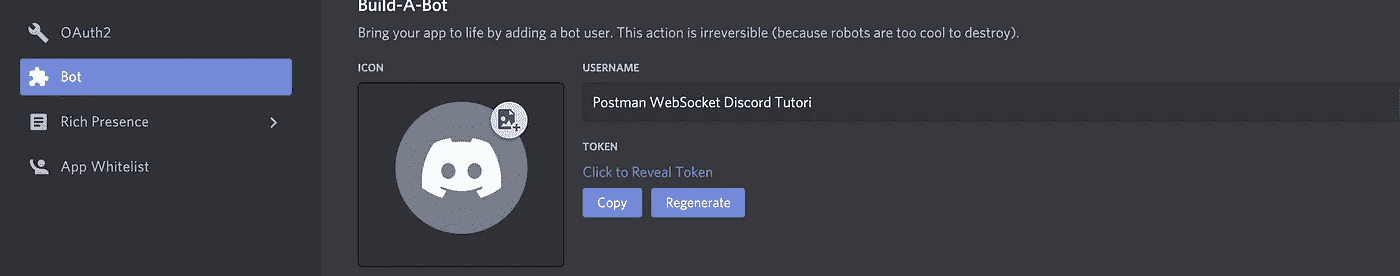 Build-A-Bot
OAuth2
Bring your app to life by adding a bot user. This action is irreversible (because robots are too cool to destroy).
Bot
ICON
USERNAME
Postman WebSocket Discord Tutori
Rich Presence
TOKEN
App Whitelist
Click to Reveal Token
Copy
Regenerate